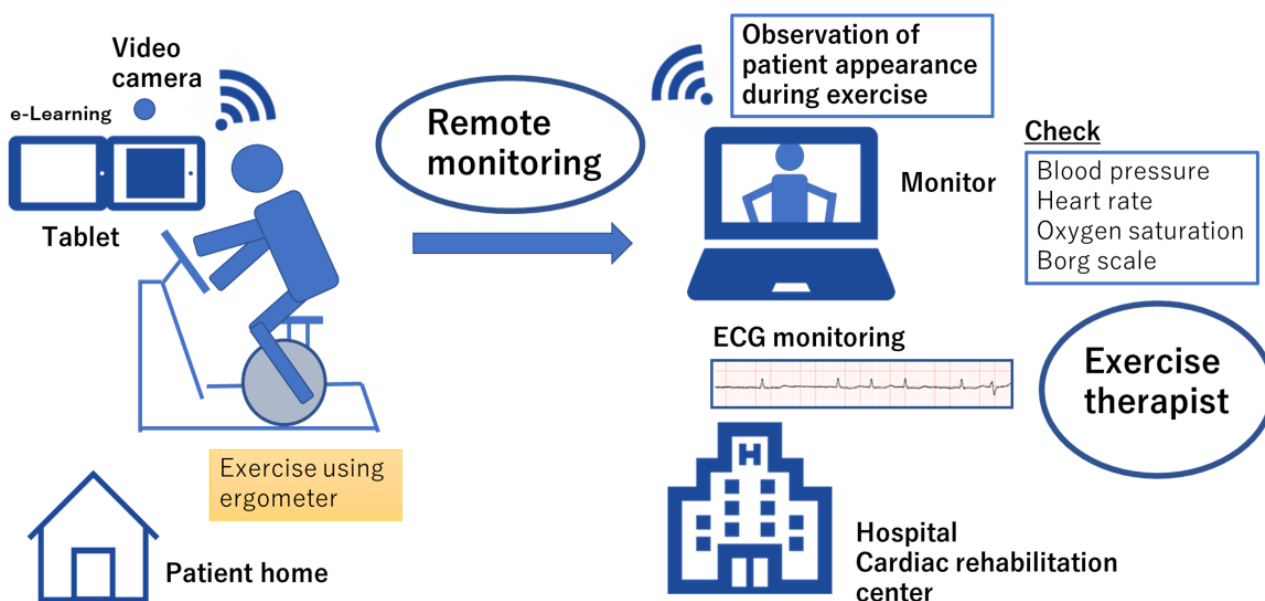 Video
camera
e-Learning
Tablet
Exercise using
ergometer
Patient home
Remote
monitoring
Observation of
patient appearance
during exercise
Monitor
Check
Blood pressure
Heart rate
Oxygen saturation
Borg scale
ECG monitoring
Exercise
therapist
H
Hospital
Cardiac rehabilitation
center